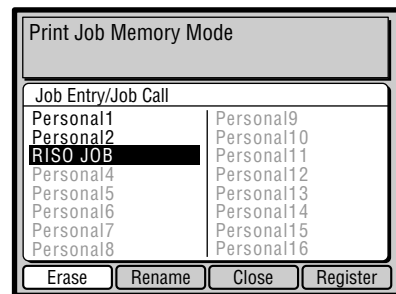 Print Job Memory Mode
Job Entry/Job Call
Personal1
Personal2
RISO JOB
Personal4
Personal5
Personal6
Personal7
Personal8
Personal9
Personal10
Personal11
Personal12
Personal13
Personal14
Personal15
Personal16
Erase Rename Close Register